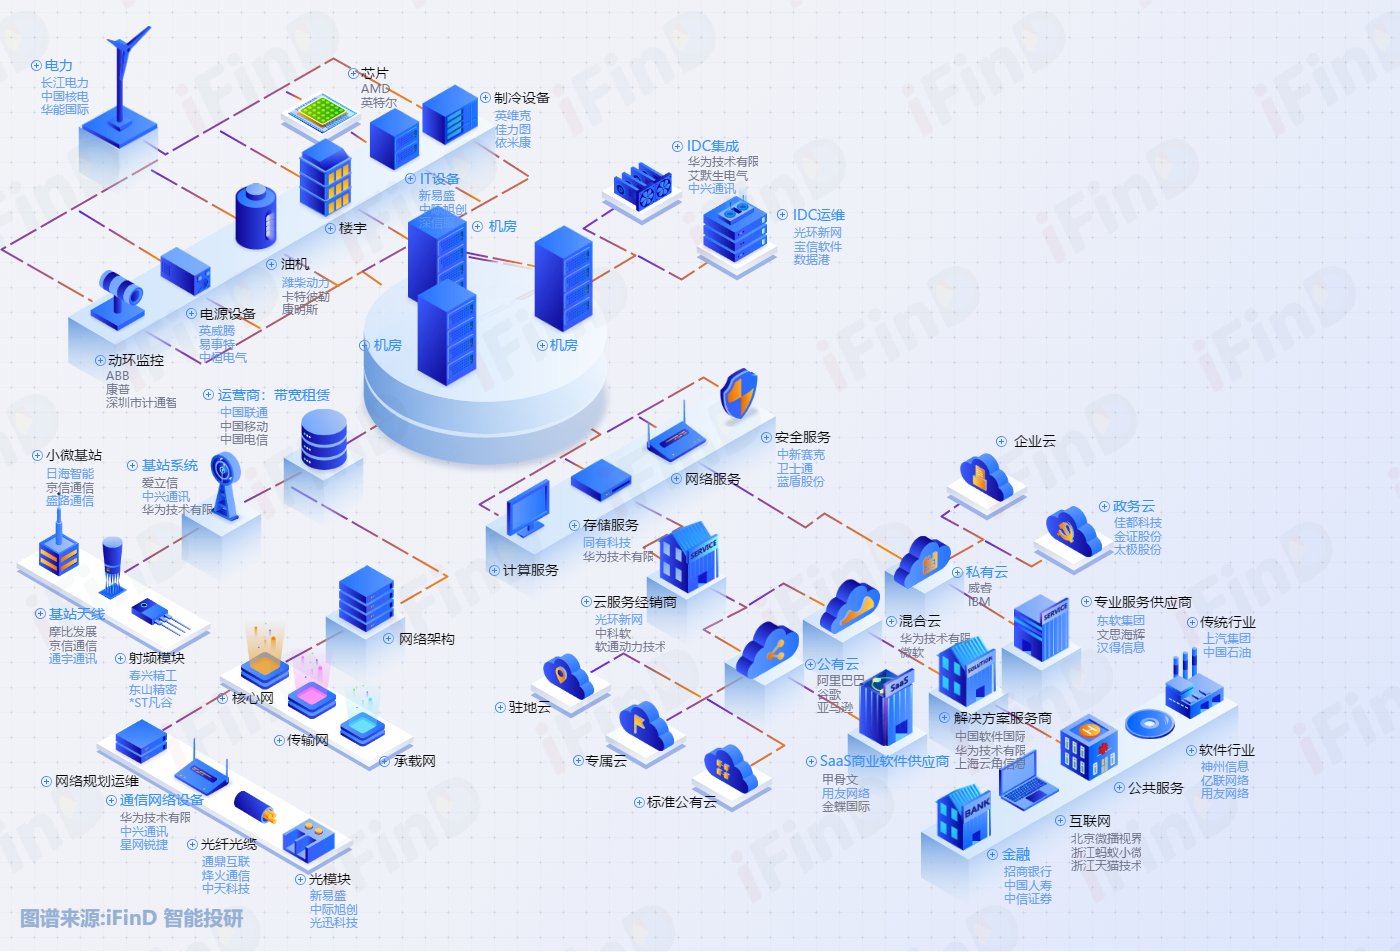 电力
长江电力
中国核电
华能国际
芯片
AMD
英特尔
制冷设备
英维克
佳力图
依米康
IT设备
新易盛
中际旭创
机房
IDC集成
华为技术有限
艾默生电气
中兴通讯
IDC运维
光环新网
宝信软件
数据港
楼宇
油机
潍柴动力
卡特彼勒
康明斯
电源设备
英威腾
易事特
中恒电气
动环监控
ABB
康普
深圳市计通智
机房
机房
运营商：带宽租赁
中国联通
中国移动
中国电信
小微基站
日海智能
京信通信
盛路通信
基站系统
爱立信
中兴通讯
华为技术有限
基站天线
摩比发展
京信通信
通宇通讯
射频模块
春兴精工
东山精密
*ST凡谷
网络架构
核心网
传输网
承载网
网络规划运维
通信网络设备
华为技术有限
中兴通讯
星网锐捷
光纤光缆
通鼎互联
烽火通信
中天科技
光模块
新易盛
中际旭创
光迅科技
安全服务
中新赛克
卫士通
蓝盾股份
网络服务
存储服务
同有科技
华为技术有限
计算服务
SERVICE
云服务经销商
光环新网
中科软
软通动力技术
企业云
政务云
佳都科技
金证股份
太极股份
私有云
威睿
IBM
混合云
华为技术有限
微软
公有云
阿里巴巴
谷歌
亚马逊
驻地云
专属云
标准公有云
SERVICE
专业服务供应商
东软集团
文思海辉
汉得信息
SOLUTION
解决方案服务商
中国软件国际
华为技术有限
上海云角信息
SaaS
SaaS商业软件供应商
甲骨文
用友网络
金蝶国际
传统行业
上汽集团
中国石油
软件行业
神州信息
亿联网络
用友网络
H
公共服务
互联网
北京微播视界
浙江蚂蚁小微
浙江天猫技术
BANK
金融
招商银行
中国人寿
中信证券
图谱来源:iFinD 智能投研